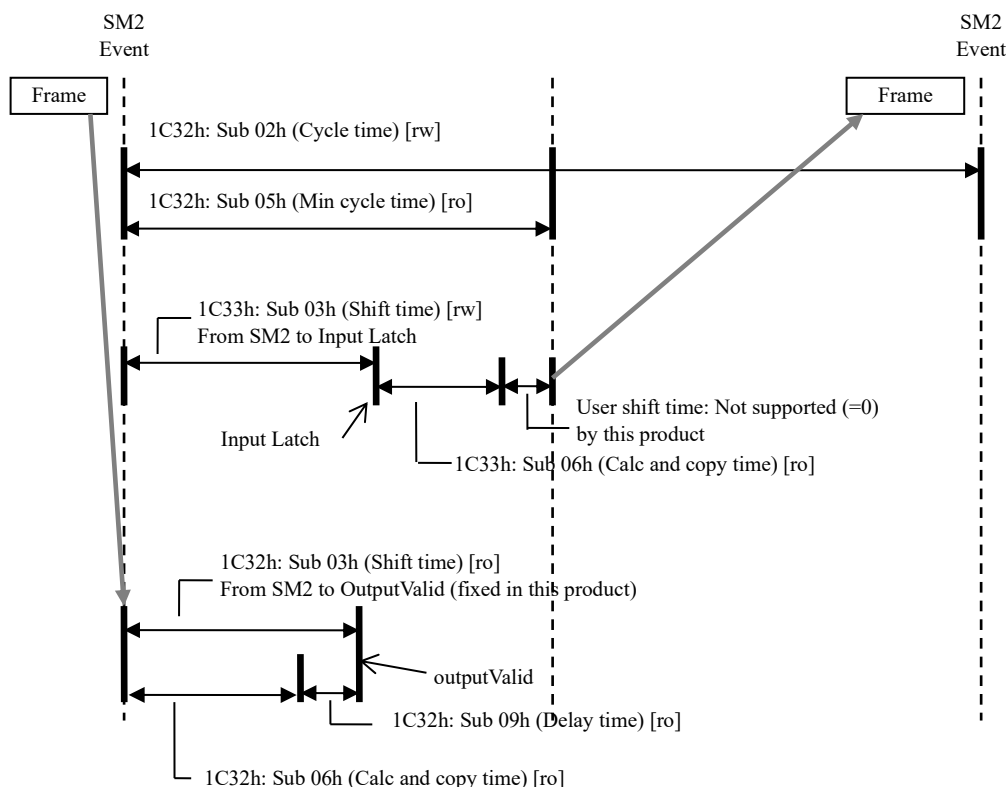 SM2
Event
SM2
Event
Frame
Frame
1C32h: Sub 02h (Cycle time) [rw]
1C32h: Sub 05h (Min cycle time) [ro]
1C33h: Sub 03h (Shift time) [rw]
From SM2 to Input Latch
Input Latch
User shift time: Not supported (=0)
by this product
1C33h: Sub 06h (Calc and copy time) [ro]
1C32h: Sub 03h (Shift time) [ro]
From SM2 to OutputValid (fixed in this product)
outputValid
1C32h: Sub 09h (Delay time) [ro]
1C32h: Sub 06h (Calc and copy time) [ro]